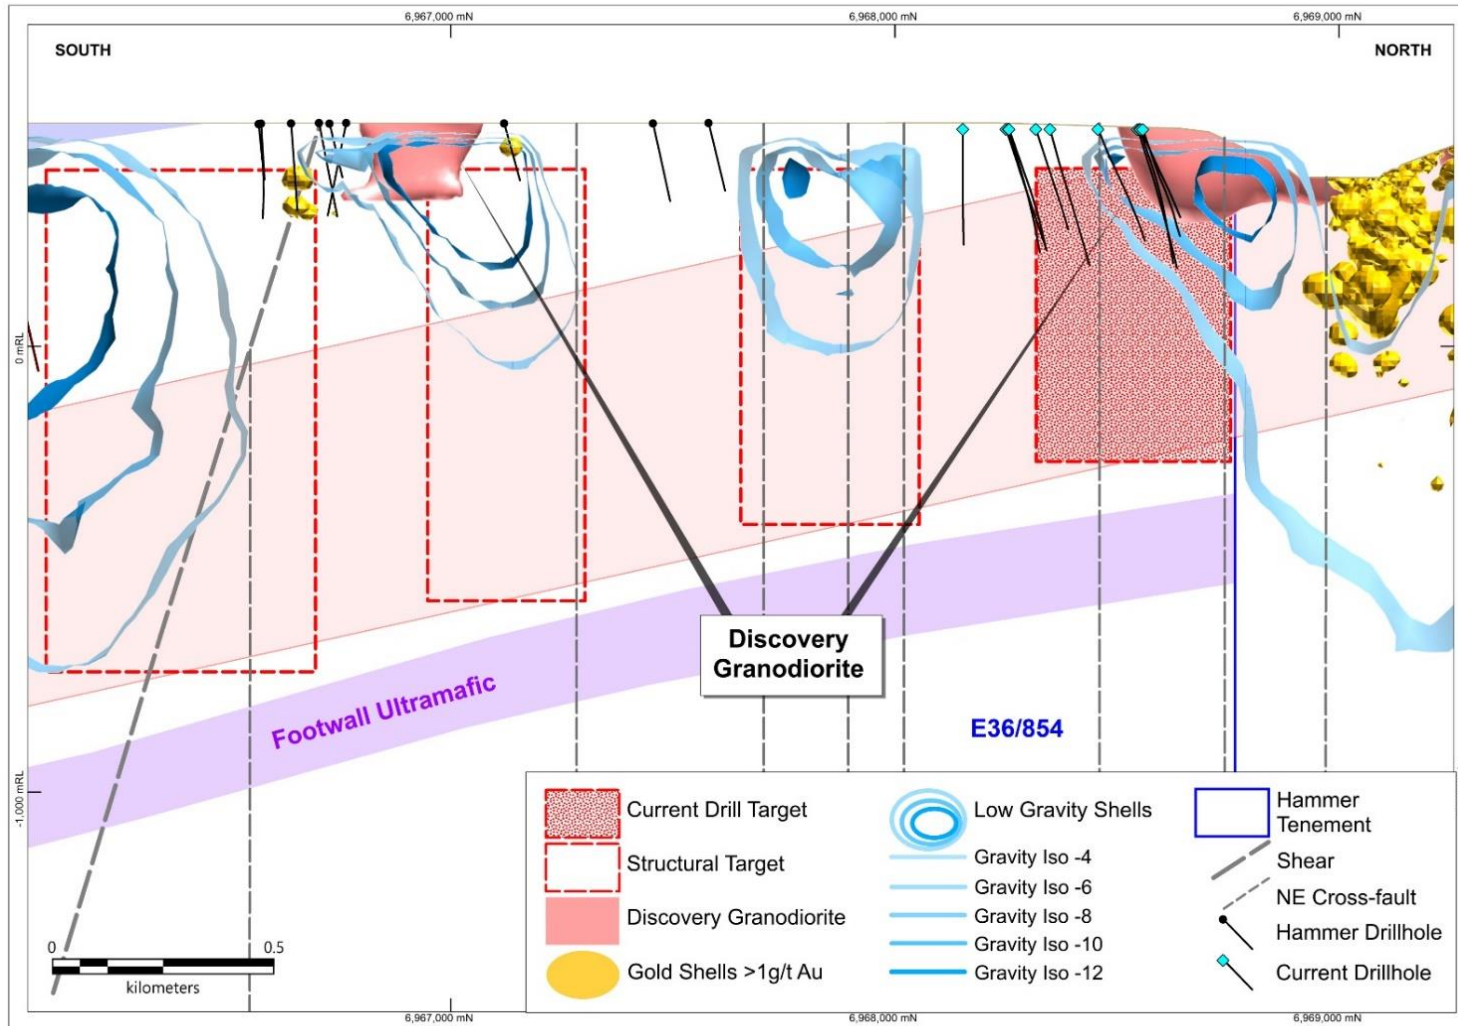 6,967,000 mN
6,968,000 mN
6,969,000 mN
SOUTH
NORTH
0 mRL
-1,000 mRL
Discovery
Granodiorite
Footwall Ultramafic
E36/854
0
0.5
kilometers
Current Drill Target
Structural Target
Discovery Granodiorite
Gold Shells >1g/t Au
Low Gravity Shells
Gravity Iso -4
Gravity Iso -6
Gravity Iso -8
Gravity Iso -10
Gravity Iso -12
Hammer
Tenement
Shear
NE Cross-fault
Hammer Drillhole
Current Drillhole
6,967,000 mN
6,968,000 mN
6,969,000 mN